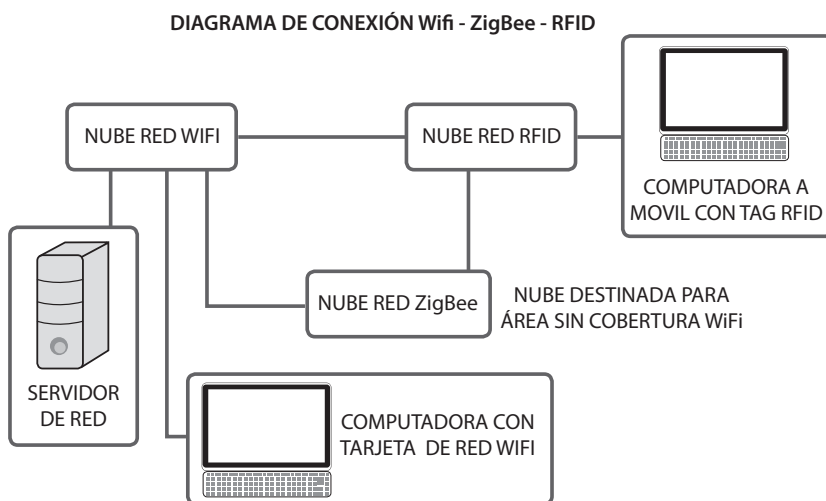 DIAGRAMA DE CONEXIÓN Wifi - ZigBee - RFID
NUBE RED WIFI
NUBE RED RFID
COMPUTADORA A
MOVIL CON TAG RFID
NUBE RED ZigBee
NUBE DESTINADA PARA
ÁREA SIN COBERTURA WiFi
SERVIDOR
DE RED
COMPUTADORA CON
TARJETA DE RED WIFI